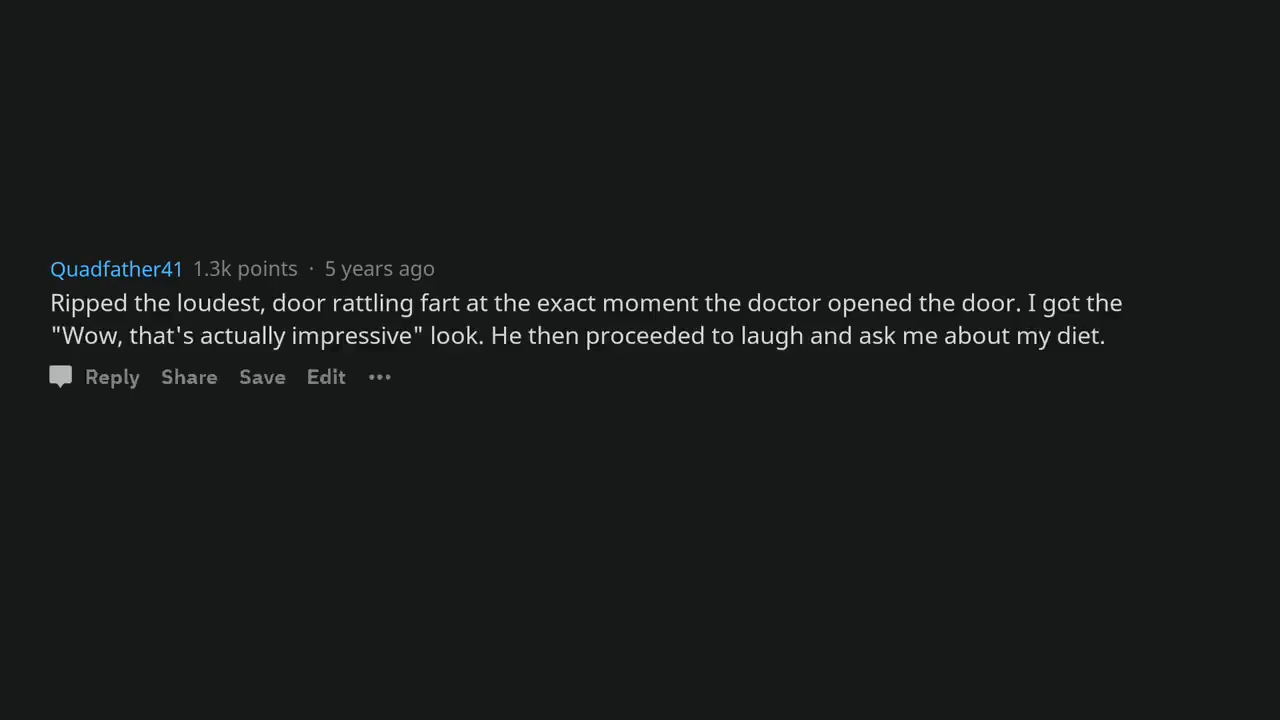 Quadfather41 1.3k points · 5 years ago
Ripped the loudest, door rattling fart at the exact moment the doctor opened the door. I got the
"Wow, that's actually impressive" look. He then proceeded to laugh and ask me about my diet.
Reply Share Save Edit •••